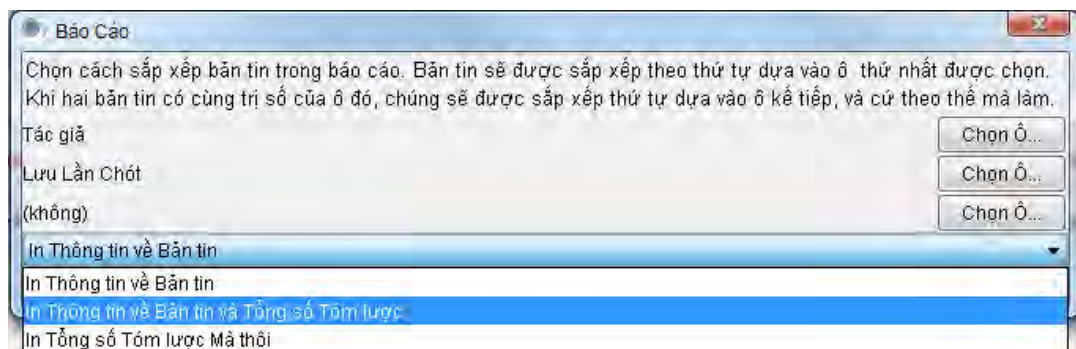 Báo Cáo
Chọn cách sắp xếp bản tin trong báo cáo. Bản tin sẽ được sắp xếp theo thứ tự dựa vào ô thứ nhất được chọn.
Khi hai bản tin có cùng trị số của ô đó, chúng sẽ được sắp xếp thứ tự dựa vào ô kế tiếp, và cứ theo thế mà làm.
Tác giả
Chọn Ô...
Lưu Lần Chót
Chọn Ô...
(không)
Chọn Ô...
In Thông tin về Bản tin
In Thông tin về Bản tin
In Thông tin về Bản tin và Tổng số Tóm lược
In Tổng số Tóm lược Mà thôi